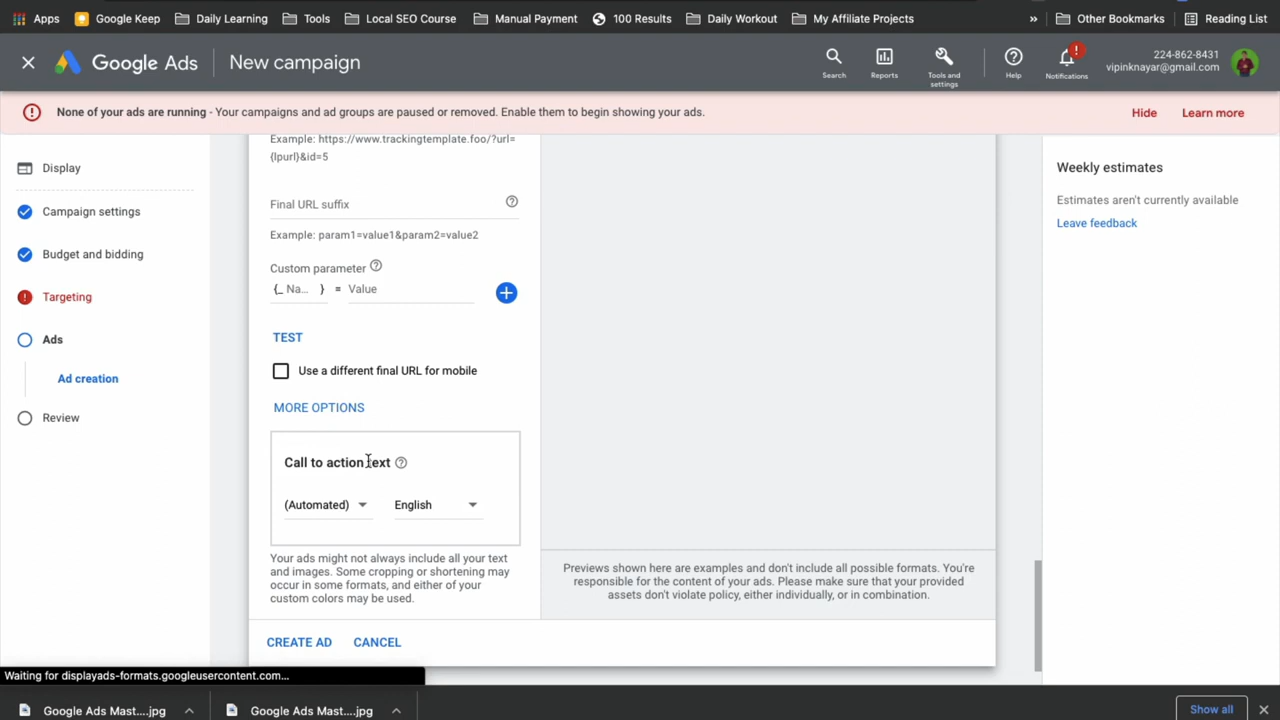 Apps
Google Keep
Daily Learning
Tools
Local SEO Course
Manual Payment
100 Results
Daily Workout
My Affiliate Projects
»
Other Bookmarks
Reading List
Google Ads
New campaign
Search
Reports
Tools and
settings
Help
Notifications
224-862-8431
vipinknayar@gmail.com
None of your ads are running - Your campaigns and ad groups are paused or removed. Enable them to begin showing your ads.
Hide
Learn more
Display
Campaign settings
Budget and bidding
Targeting
Ads
Ad creation
Review
Example: https://www.trackingtemplate.foo/?url=
{lpurl}&id=5
Final URL suffix
Example: param1=value1&param2=value2
Custom parameter
{_ Na... } = Value
TEST
Use a different final URL for mobile
MORE OPTIONS
Call to action text
(Automated)
English
Your ads might not always include all your text
and images. Some cropping or shortening may
occur in some formats, and either of your
custom colors may be used.
Previews shown here are examples and don't include all possible formats. You're
responsible for the content of your ads. Please make sure that your provided
assets don't violate policy, either individually, or in combination.
CREATE AD
CANCEL
Weekly estimates
Estimates aren't currently available
Leave feedback
Waiting for displayads-formats.googleusercontent.com...
Google Ads Mast....jpg
Google Ads Mast....jpg
Show all